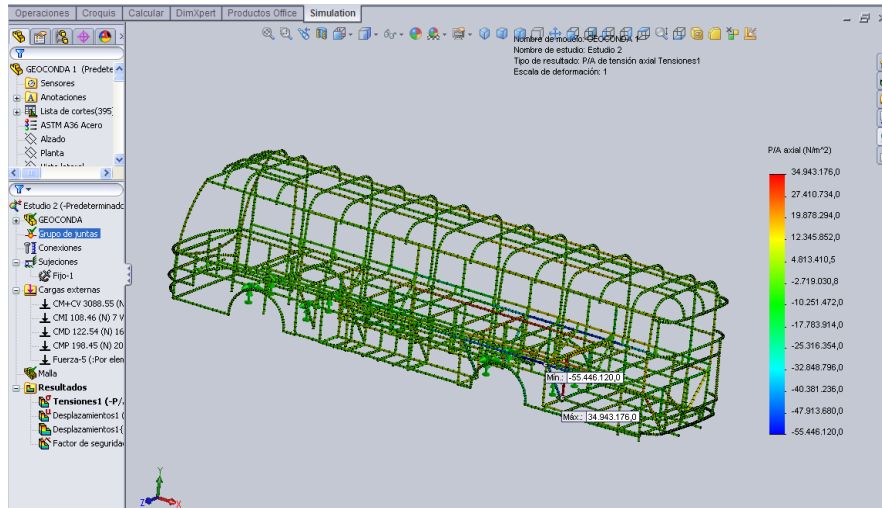 Operaciones Croquis Calcular DimXpert Productos Office Simulation
Nombre de modelo: GEOCONDA 1
Nombre de estudio: Estudio 2
Tipo de resultado: P/A de tensión axial Tensiones1
Escala de deformación: 1
GEOCONDA 1 (Predete
Sensores
Anotaciones
Lista de cortes(395)
ASTM A36 Acero
Alzado
Planta
Vista lateral
Estudio 2 (-Predeterminado
GEOCONDA
Grupo de juntas
Conexiones
Sujeciones
Fijo-1
Cargas externas
CM+CV 3088.55 (N
CMI 108.46 (N) 7 V
CMD 122.54 (N) 16
CMP 198.45 (N) 20
Fuerza-5 (:Por elen
Malla
Resultados
Tensiones1 (-P/
Desplazamientos1 (
Desplazamientos1{
Factor de segurida
P/A axial (N/m^2)
34.943.176,0
27.410.734,0
19.878.294,0
12.345.852,0
4.813.410,5
-2.719.030,8
-10.251.472,0
-17.783.914,0
-25.316.354,0
-32.848.796,0
-40.381.236,0
-47.913.680,0
-55.446.120,0
Mín.: -55.446.120,0
Máx.: 34.943.176,0
Y
Z
X